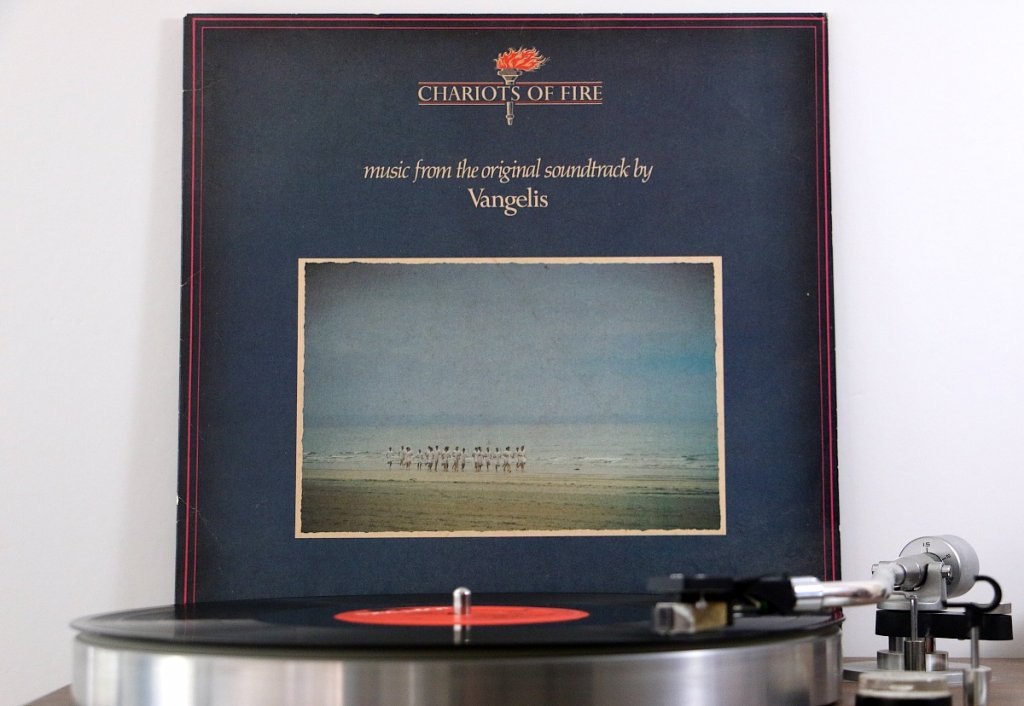 CHARIOTS OF FIRE
music from the original soundtrack by
Vangelis